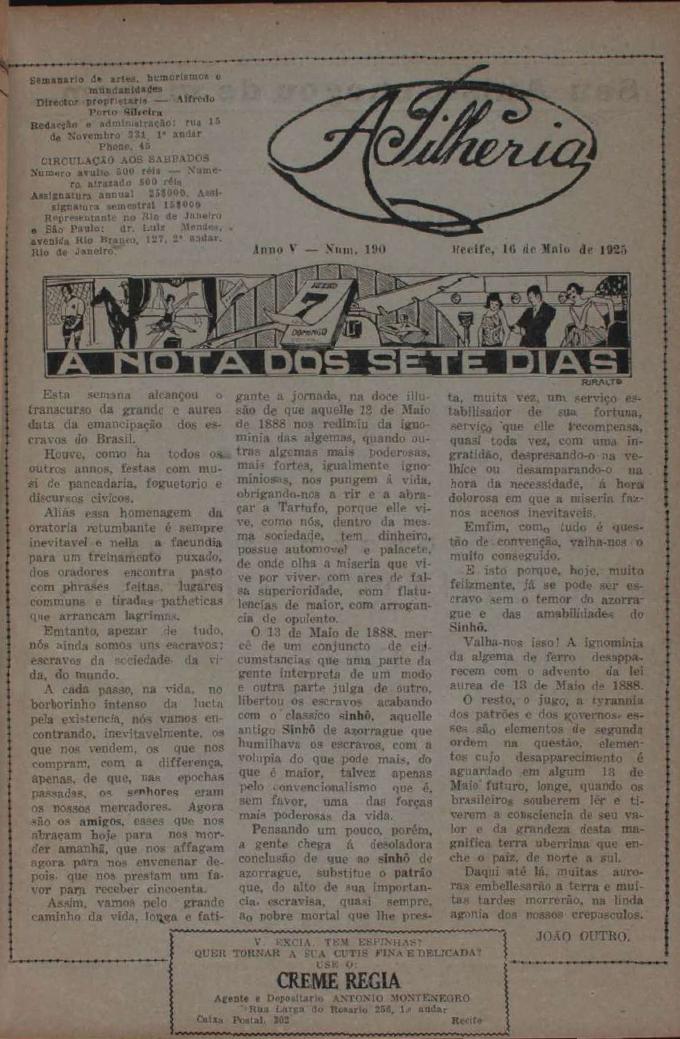 Semanario de artes, humorismos e
mundanidades
Director-proprietario — Alfredo
Porto Silveira
Redacção e administração: rua 15
de Novembro 331, 1º andar
Phone, 45
CIRCULAÇÃO AOS SABBADOS
Numero avulso 500 réis — Nume-
ro atrazado 600 réis
Assignatura annual 25$000. Assi-
signatura semestral 15$000
Representante no Rio de Janeiro
e São Paulo: dr. Luiz Mendes,
avenida Rio Branco, 127, 2º andar.
Rio de Janeiro.
A Pilheria
Anno V — Num. 190
Recife, 16 de Maio de 1925
7
DOMINGO
A NOTA DOS SETE DIAS
Esta semana alcançou o
transcurso da grande e aurea
data da emancipação dos es-
cravos do Brasil.
Houve, como ha todos os
outros annos, festas com mu-
si de pancadaria, foguetorio e
discursos civicos.
Aliás essa homenagem da
oratoria retumbante é sempre
inevitavel e nella a facundia
para um treinamento puxado,
dos oradores encontra pasto
com phrases feitas, lugares
communs e tiradas patheticas
que arrancam lagrimas.
Emtanto, apezar de tudo,
nós ainda somos uns escravos:
escravos da sociedade da vi-
da, do mundo.
A cada passo, na vida, no
borborinho intenso da lucta
pela existencia, nós vamos en-
contrando, inevitavelmente, os
que nos vendem, os que nos
compram, com a differença,
apenas, de que, nas epochas
passadas, os senhores eram
os nossos mercadores. Agora
são os amigos, esses que nos
abraçam hoje para nos mor-
der amanhã, que nos affagam
agora para nos envenenar de-
pois, que nos prestam um fa-
vor para receber cincoenta.
Assim, vamos pelo grande
caminho da vida, longa e fati-
gante a jornada, na doce illu-
são de que aquelle 13 de Maio
de 1888 nos redimiu da igno-
minia das algemas, quando ou-
tras algemas mais poderosas,
mais fortes, igualmente igno-
miniosas, nos pungem á vida,
obrigando-nos a rir e a abra-
çar a Tartufo, porque elle vi-
ve, como nós, dentro da mes-
ma sociedade, tem dinheiro,
possue automovel e palacete,
de onde olha a miseria que vi-
ve por viver, com ares de fal-
sa superioridade, com flatu-
lencias de maior, com arrogan-
cia de opulento.
O 13 de Maio de 1888, mer-
cê de um conjuncto de cir-
cumstancias que uma parte da
gente interpreta de um modo
e outra parte julga de outro,
libertou os escravos acabando
com o classico sinhô, aquelle
antigo Sinhô de azorrague que
humilhava os escravos, com a
volupia do que pode mais, do
que é maior, talvez apenas
pelo convencionalismo que é,
sem favor, uma das forças
mais poderosas da vida.
Pensando um pouco, porém,
a gente chega á desoladora
conclusão de que ao sinhô de
azorrague, substitue o patrão
que, do alto de sua importan-
cia, escravisa, quasi sempre,
ao pobre mortal que lhe pres-
ta, muita vez, um serviço es-
tabilisador de sua fortuna,
serviço que elle recompensa,
quasi toda vez, com uma in-
gratidão, despresando-o na ve-
lhice ou desamparando-o na
hora da necessidade, á hora
dolorosa em que a miseria faz-
nos acenos inevitaveis.
Emfim, como tudo é ques-
tão de convenção, valha-nos o
muito conseguido.
E isto porque, hoje, muito
felizmente, já se pode ser es-
cravo sem o temor do azorra-
gue e das amabilidades do
Sinhô.
Valha-nos isso! A ignominia
da algema de ferro desappa-
recem com o advento da lei
aurea de 13 de Maio de 1888.
O resto, o jugo, a tyrannia
dos patrões e dos governos es-
ses são elementos de segunda
ordem na questão, elemen-
tos cujo desapparecimento é
aguardado em algum 13 de
Maio futuro, longe, quando os
brasileiros souberem lêr e ti-
verem a consciencia de seu va-
lor e da grandeza desta ma-
gnifica terra uberrima que en-
che o paiz, de norte a sul.
Daqui até lá, muitas auro-
ras embellesarão a terra e mui-
tas tardes morrerão, na linda
agonia dos nossos crepusculos.
JOÃO OUTRO.
V. EXCIA. TEM ESPINHAS?
QUER TORNAR A SUA CUTIS FINA E DELICADA?
USE O:
CREME REGIA
Agente e Depositario ANTONIO MONTENEGRO
Rua Larga do Rosario 256, 1.º andar
Caixa Postal, 302 Recife